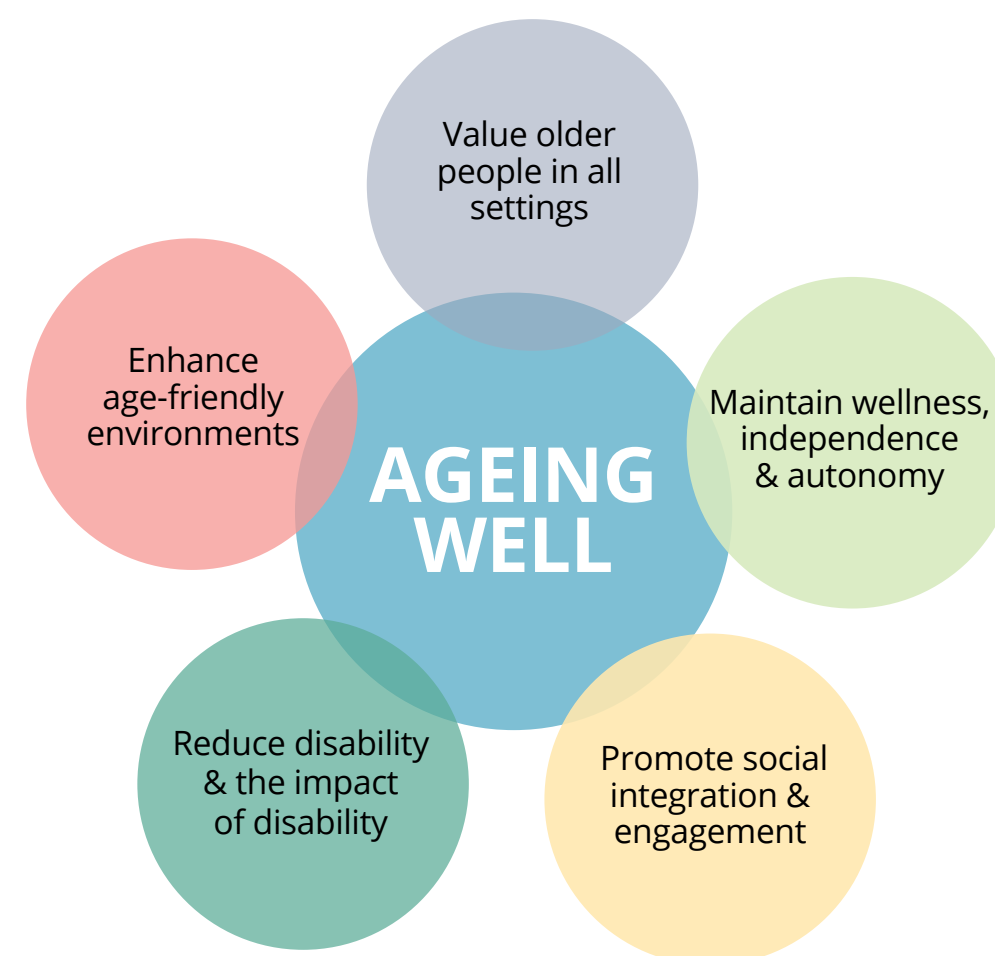 Value older
people in all
settings
Enhance
age-friendly
environments
Maintain wellness,
independence
& autonomy
AGEING
WELL
Reduce disability
& the impact
of disability
Promote social
integration &
engagement